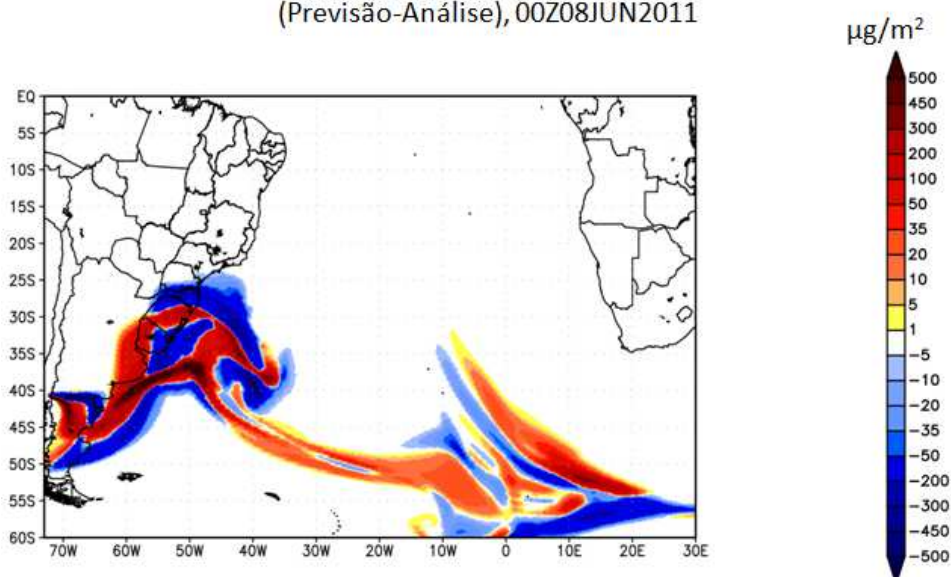 (Previsão-Análise), 00Z08JUN2011
µg/m²
EQ
5S
10S
15S
20S
25S
30S
35S
40S
45S
50S
55S
60S
70W 60W 50W 40W 30W 20W 10W 0 10E 20E 30E
500
450
300
200
100
50
35
20
10
5
1
−5
−10
−20
−35
−50
−200
−300
−450
−500